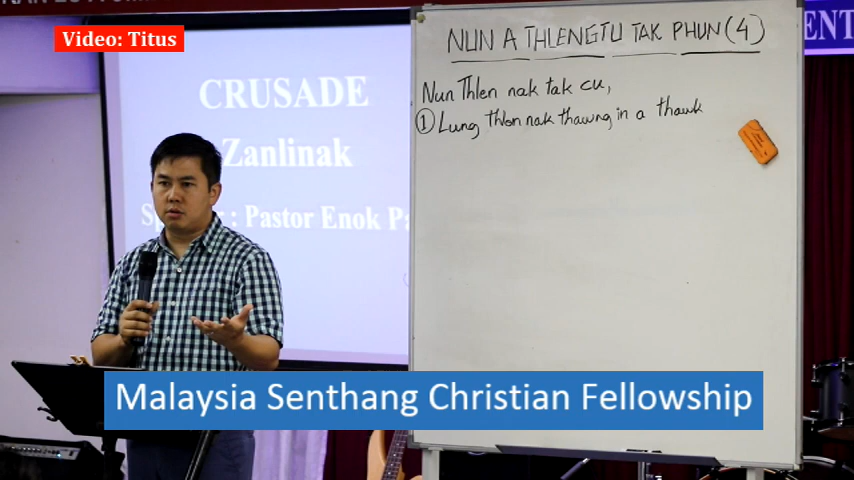 Video: Titus
CRUSADE
Zanlinak
: Pastor Enok
NUN A THLENGTU TAK PHUN (4)
Nun Thlen nak tak cu,
① Lung thlen nak thawng in a thawk
Malaysia Senthang Christian Fellowship